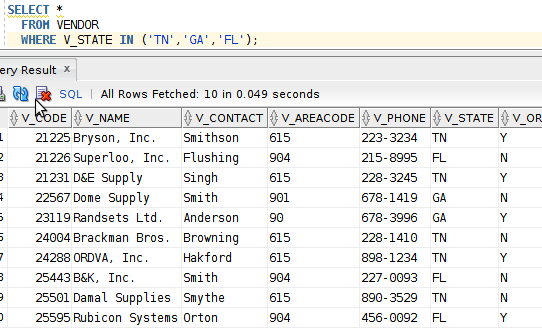 SELECT *
FROM VENDOR
WHERE V_STATE IN ('TN','GA','FL');
ery Result ×
SQL | All Rows Fetched: 10 in 0.049 seconds
V_CODE V_NAME V_CONTACT V_AREACODE V_PHONE V_STATE V_OR
1 21225 Bryson, Inc. Smithson 615 223-3234 TN Y
2 21226 Superloo, Inc. Flushing 904 215-8995 FL N
3 21231 D&E Supply Singh 615 228-3245 TN Y
4 22567 Dome Supply Smith 901 678-1419 GA N
5 23119 Randsets Ltd. Anderson 90 678-3996 GA Y
6 24004 Brackman Bros. Browning 615 228-1410 TN N
7 24288 ORDVA, Inc. Hakford 615 898-1234 TN Y
8 25443 B&K, Inc. Smith 904 227-0093 FL N
9 25501 Damal Supplies Smythe 615 890-3529 TN N
0 25595 Rubicon Systems Orton 904 456-0092 FL Y